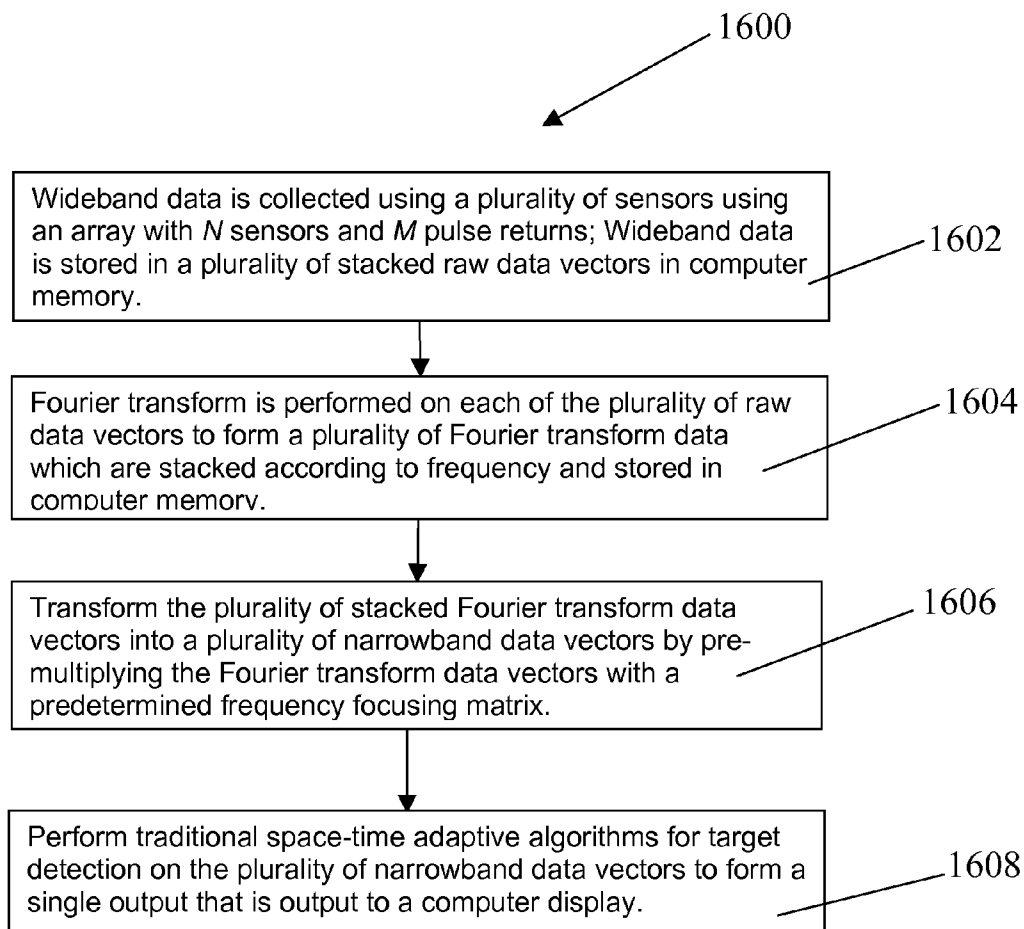 1600
Wideband data is collected using a plurality of sensors using
an array with N sensors and M pulse returns; Wideband data
is stored in a plurality of stacked raw data vectors in computer
memory.
1602
Fourier transform is performed on each of the plurality of raw
data vectors to form a plurality of Fourier transform data
which are stacked according to frequency and stored in
computer memory.
1604
Transform the plurality of stacked Fourier transform data
vectors into a plurality of narrowband data vectors by pre-
multiplying the Fourier transform data vectors with a
predetermined frequency focusing matrix.
1606
Perform traditional space-time adaptive algorithms for target
detection on the plurality of narrowband data vectors to form a
single output that is output to a computer display.
1608